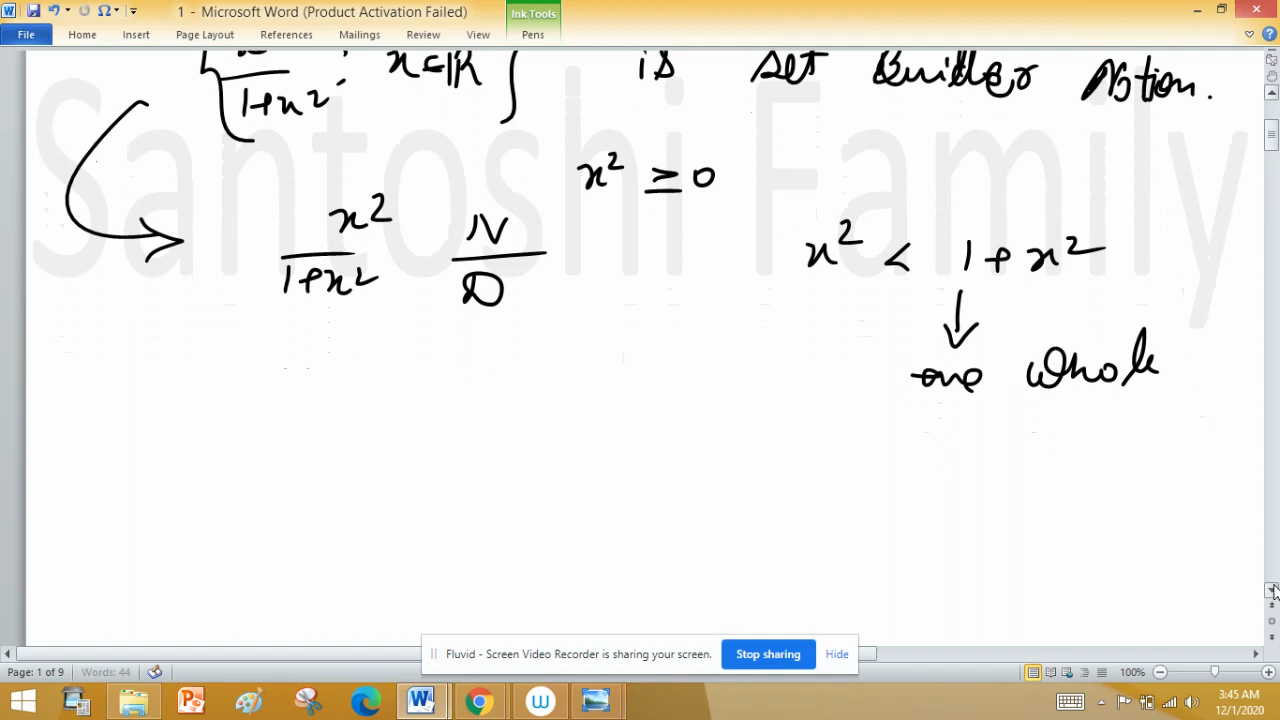 1 - Microsoft Word (Product Activation Failed)
Ink Tools
File Home Insert Page Layout References Mailings Review View Pens
1+x² : x∈ℝ } is set Builder Notion.
Santoshi Family
x² ≥ 0
x² N
1+x² D
x² < 1+x²
one whole
Fluvid - Screen Video Recorder is sharing your screen. Stop sharing Hide
Page: 1 of 9 Words: 44 100%
3:45 AM
12/1/2020